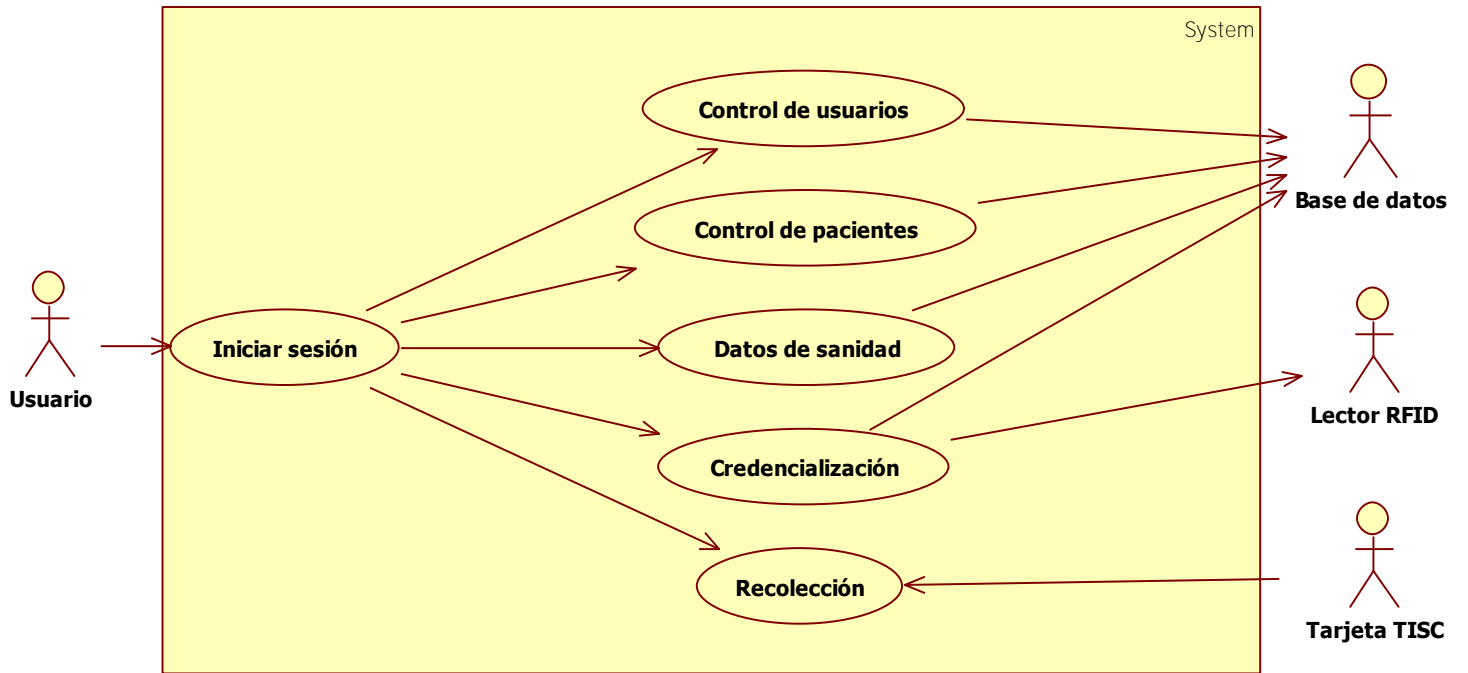 System
Control de usuarios
Base de datos
Control de pacientes
Usuario
Iniciar sesión
Datos de sanidad
Lector RFID
Credencialización
Recolección
Tarjeta TISC